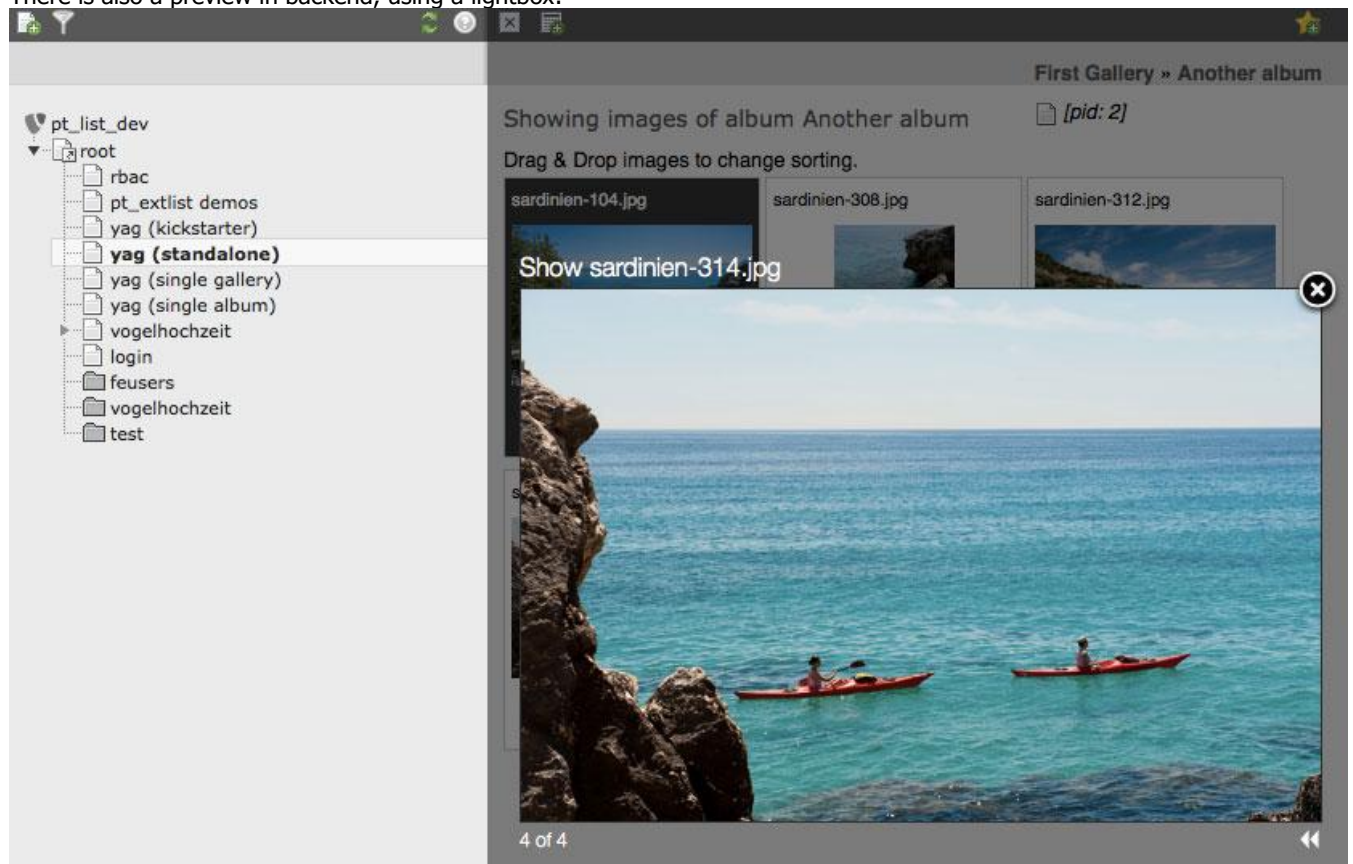 There is also a preview in backend, using a lightbox:
First Gallery » Another album
pt_list_dev
[pid: 2]
Showing images of album Another album
root
Drag & Drop images to change sorting.
rbac
pt_extlist demos
sardinien-104.jpg
sardinien-308.jpg
sardinien-312.jpg
yag (kickstarter)
yag (standalone)
Show sardinien-314.jpg
yag (single gallery)
yag (single album)
vogelhochzeit
login
feusers
vogelhochzeit
test
4 of 4